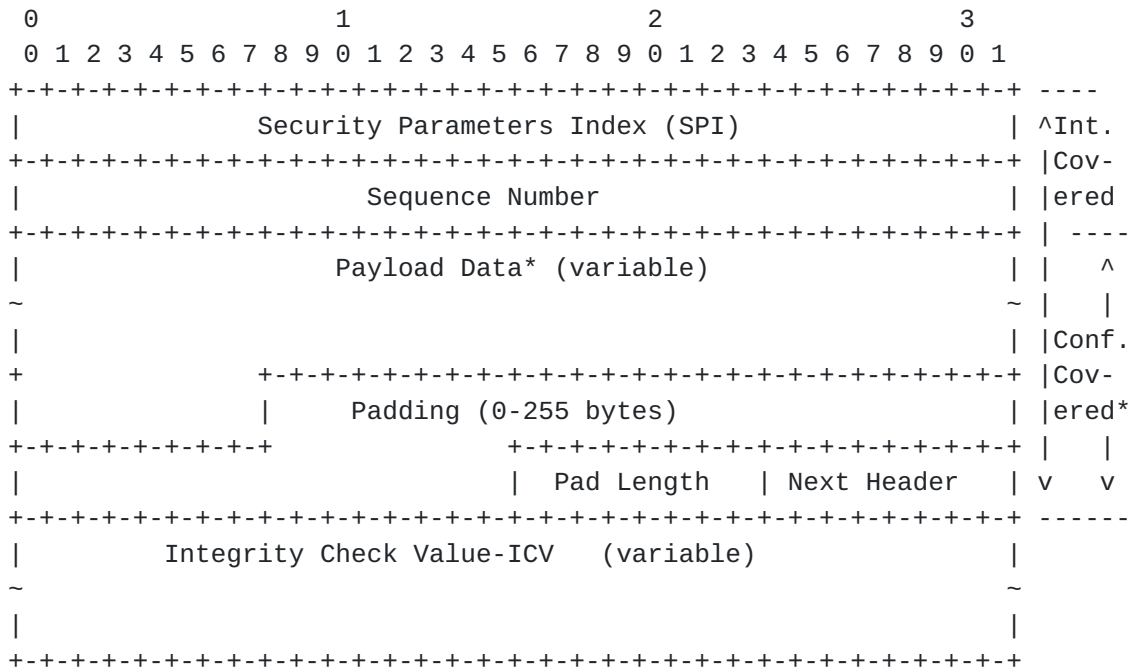 0                   1                   2                   3
 0 1 2 3 4 5 6 7 8 9 0 1 2 3 4 5 6 7 8 9 0 1 2 3 4 5 6 7 8 9 0 1
+-+-+-+-+-+-+-+-+-+-+-+-+-+-+-+-+-+-+-+-+-+-+-+-+-+-+-+-+-+-+-+-+ ----
|               Security Parameters Index (SPI)                 | ^Int.
+-+-+-+-+-+-+-+-+-+-+-+-+-+-+-+-+-+-+-+-+-+-+-+-+-+-+-+-+-+-+-+-+ |Cov-
|                      Sequence Number                          | |ered
+-+-+-+-+-+-+-+-+-+-+-+-+-+-+-+-+-+-+-+-+-+-+-+-+-+-+-+-+-+-+-+-+ | ----
|                    Payload Data* (variable)                   | |   ^
~                                                               ~ |   |
|                                                               | |Conf.
+               +-+-+-+-+-+-+-+-+-+-+-+-+-+-+-+-+-+-+-+-+-+-+-+-+ |Cov-
|               |     Padding (0-255 bytes)                     | |ered*
+-+-+-+-+-+-+-+-+               +-+-+-+-+-+-+-+-+-+-+-+-+-+-+-+-+ |   |
|                               |  Pad Length   | Next Header   | v   v
+-+-+-+-+-+-+-+-+-+-+-+-+-+-+-+-+-+-+-+-+-+-+-+-+-+-+-+-+-+-+-+-+ ------
|         Integrity Check Value-ICV   (variable)                |
~                                                               ~
|                                                               |
+-+-+-+-+-+-+-+-+-+-+-+-+-+-+-+-+-+-+-+-+-+-+-+-+-+-+-+-+-+-+-+-+